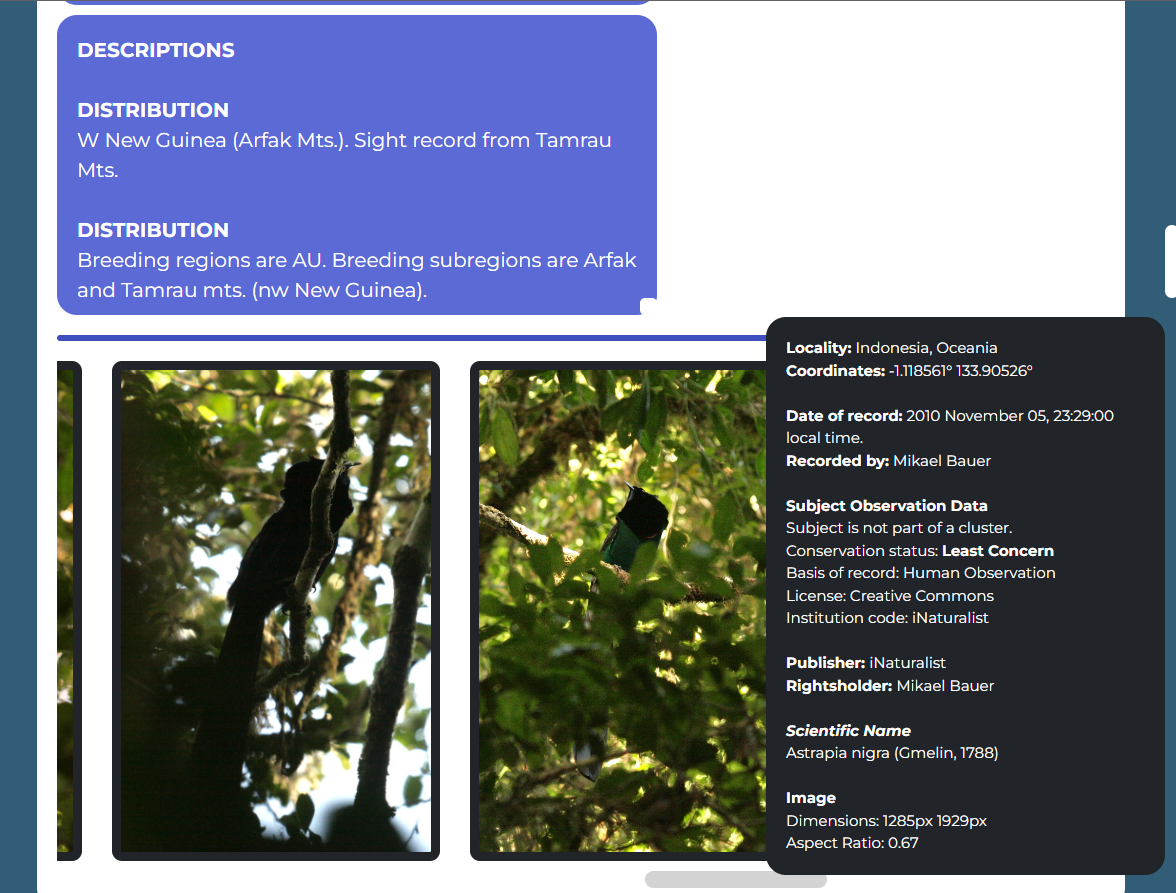 DESCRIPTIONS
DISTRIBUTION
W New Guinea (Arfak Mts.). Sight record from Tamrau
Mts.
DISTRIBUTION
Breeding regions are AU. Breeding subregions are Arfak
and Tamrau mts. (nw New Guinea).
Locality: Indonesia, Oceania
Coordinates: -1.118561° 133.90526°
Date of record: 2010 November 05, 23:29:00
local time.
Recorded by: Mikael Bauer
Subject Observation Data
Subject is not part of a cluster.
Conservation status: Least Concern
Basis of record: Human Observation
License: Creative Commons
Institution code: iNaturalist
Publisher: iNaturalist
Rightsholder: Mikael Bauer
Scientific Name
Astrapia nigra (Gmelin, 1788)
Image
Dimensions: 1285px 1929px
Aspect Ratio: 0.67